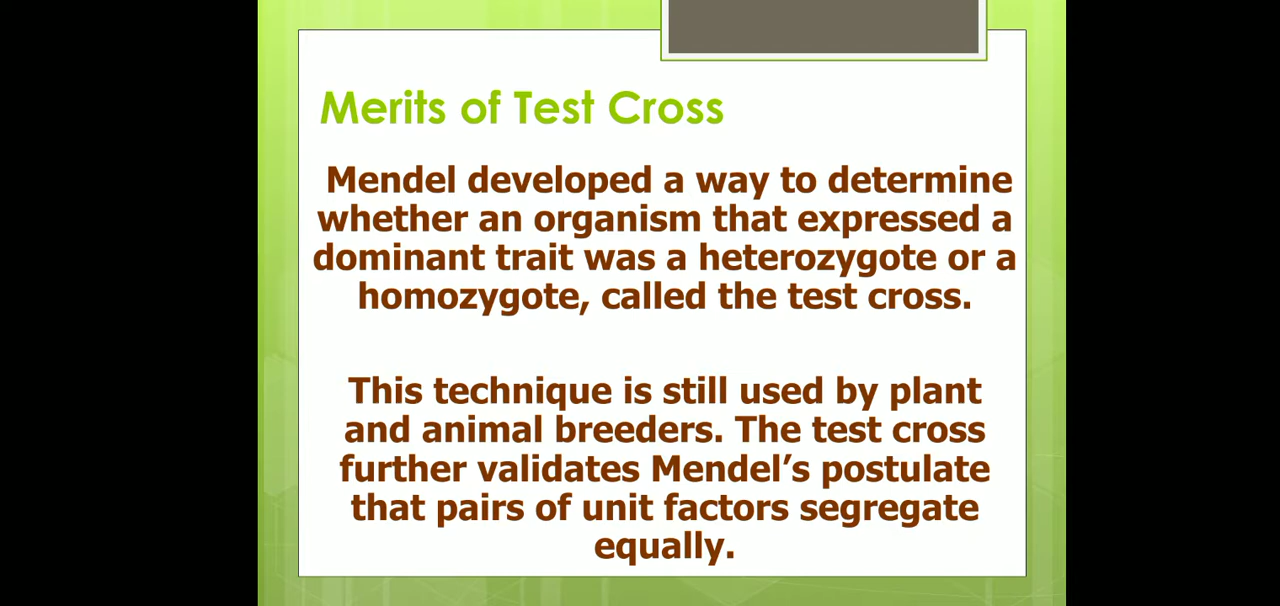 Merits of Test Cross
Mendel developed a way to determine
whether an organism that expressed a
dominant trait was a heterozygote or a
homozygote, called the test cross.
This technique is still used by plant
and animal breeders. The test cross
further validates Mendel’s postulate
that pairs of unit factors segregate
equally.